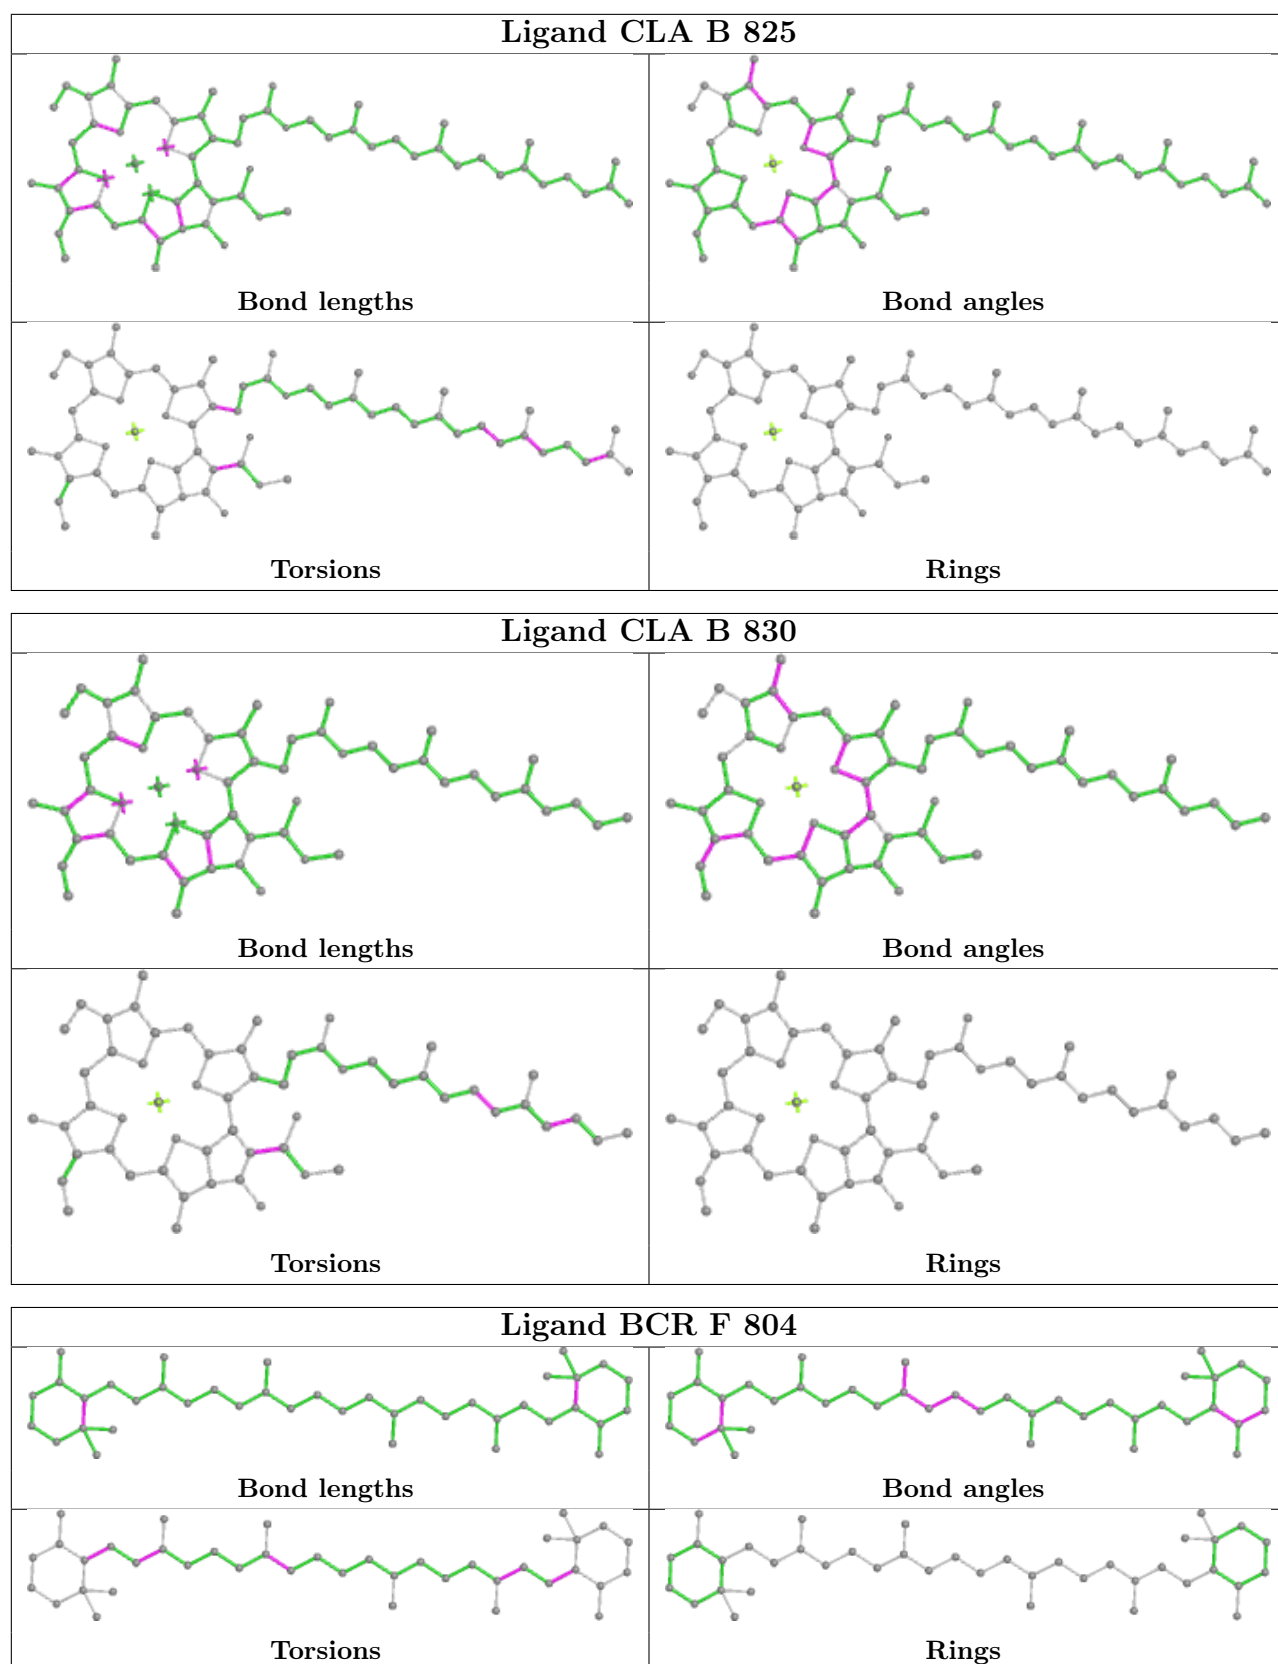 Ligand CLA B 825
Bond lengths
Bond angles
Torsions
Rings
Ligand CLA B 830
Bond lengths
Bond angles
Torsions
Rings
Ligand BCR F 804
Bond lengths
Bond angles
Torsions
Rings